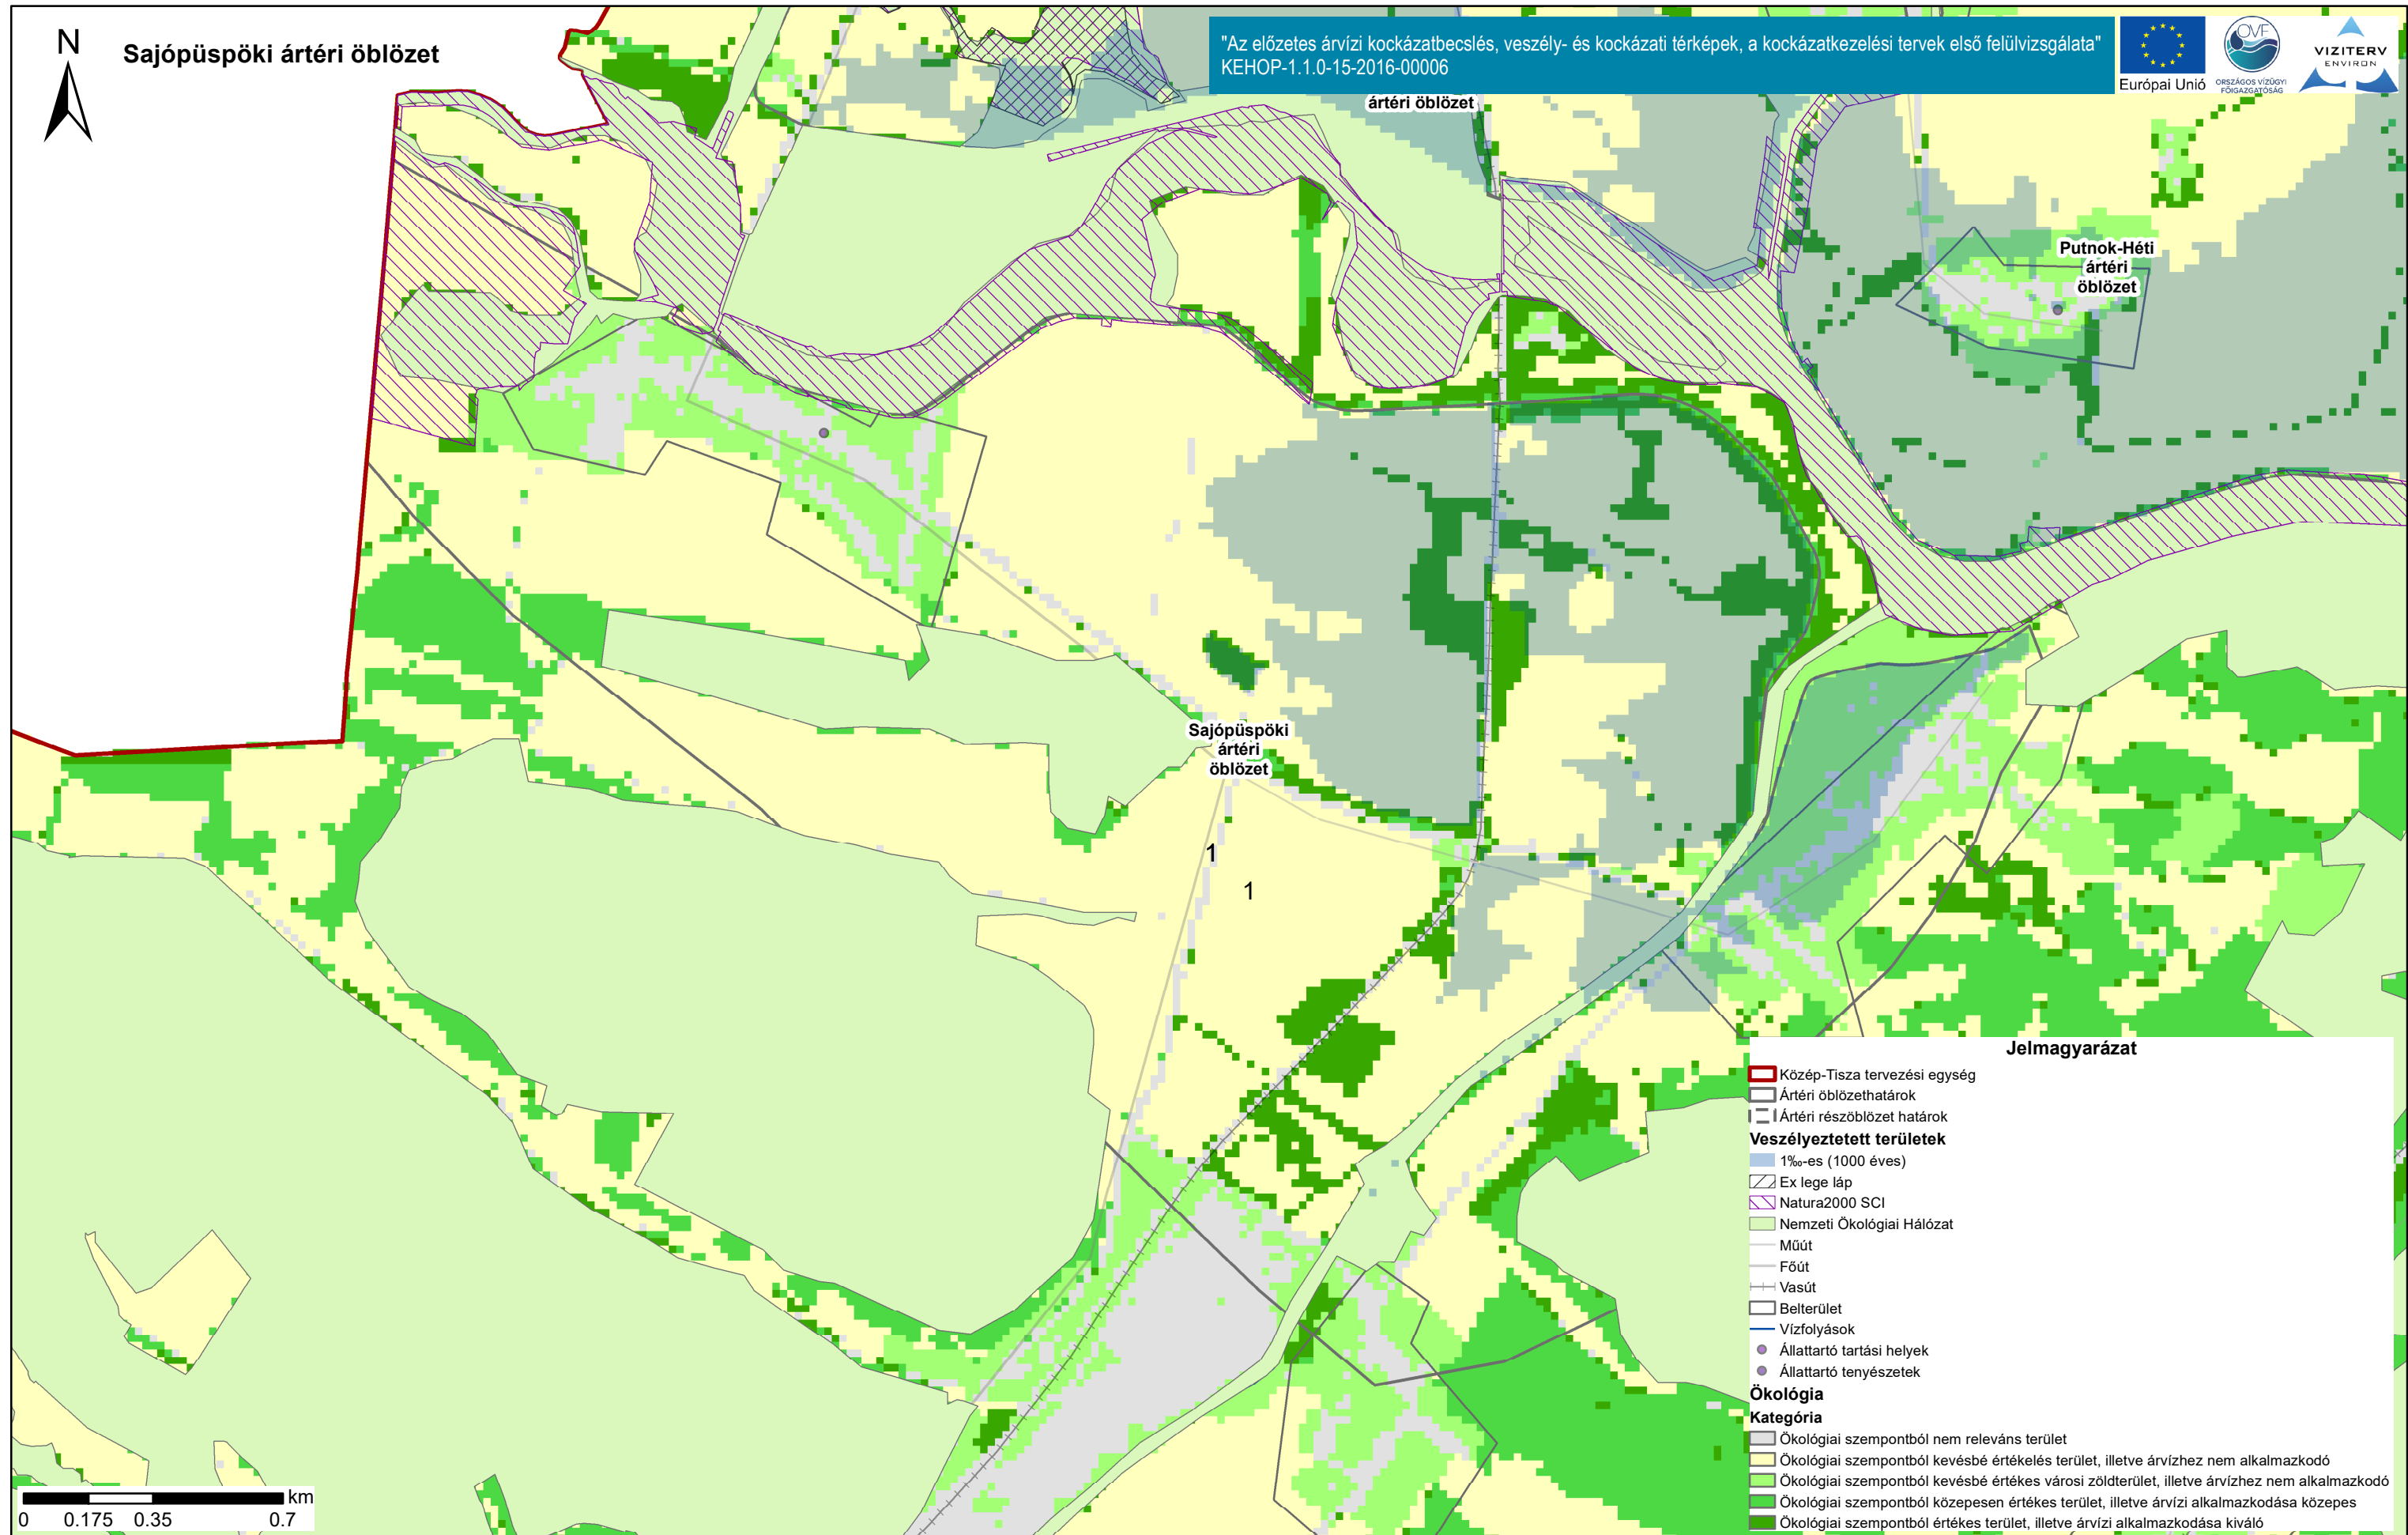 N
Sajópüspöki ártéri öblözet
"Az előzetes árvízi kockázatbecslés, veszély- és kockázati térképek, a kockázatkezelési tervek első felülvizsgálata"
KEHOP-1.1.0-15-2016-00006
Európai Unió
OVF
ORSZÁGOS VÍZÜGYI
FŐIGAZGATÓSÁG
VIZITERV
ENVIRON
ártéri öblözet
Putnok-Héti
ártéri
öblözet
Sajópüspöki
ártéri
öblözet
1
1
Jelmagyarázat
Közép-Tisza tervezési egység
Ártéri öblözethatárok
Ártéri részöblözet határok
Veszélyeztetett területek
1‰-es (1000 éves)
Ex lege láp
Natura2000 SCI
Nemzeti Ökológiai Hálózat
Műút
Főút
Vasút
Belterület
Vízfolyások
Állattartó tartási helyek
Állattartó tenyészetek
Ökológia
Kategória
Ökológiai szempontból nem releváns terület
Ökológiai szempontból kevésbé értékelés terület, illetve árvízhez nem alkalmazkodó
Ökológiai szempontból kevésbé értékes városi zöldterület, illetve árvízhez nem alkalmazkodó
Ökológiai szempontból közepesen értékes terület, illetve árvízi alkalmazkodása közepes
Ökológiai szempontból értékes terület, illetve árvízi alkalmazkodása kiváló
km
0 0.175 0.35 0.7